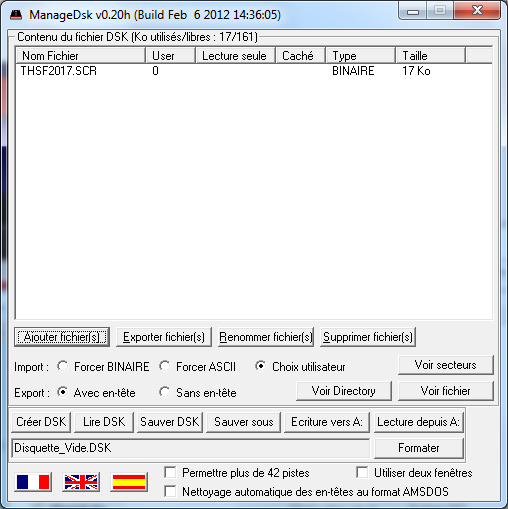 ManageDsk v0.20h (Build Feb  6 2012 14:36:05)
Contenu du fichier DSK (Ko utilisés/libres : 17/161)
Nom Fichier User Lecture seule Caché Type Taille
THSF2017.SCR 0 BINAIRE 17 Ko
Ajouter fichier(s) Exporter fichier(s) Renommer fichier(s) Supprimer fichier(s)
Import : Forcer BINAIRE Forcer ASCII Choix utilisateur Voir secteurs
Export : Avec en-tête Sans en-tête Voir Directory Voir fichier
Créer DSK Lire DSK Sauver DSK Sauver sous Ecriture vers A: Lecture depuis A:
Disquette_Vide.DSK Formater
Permettre plus de 42 pistes Utiliser deux fenêtres
Nettoyage automatique des en-têtes au format AMSDOS